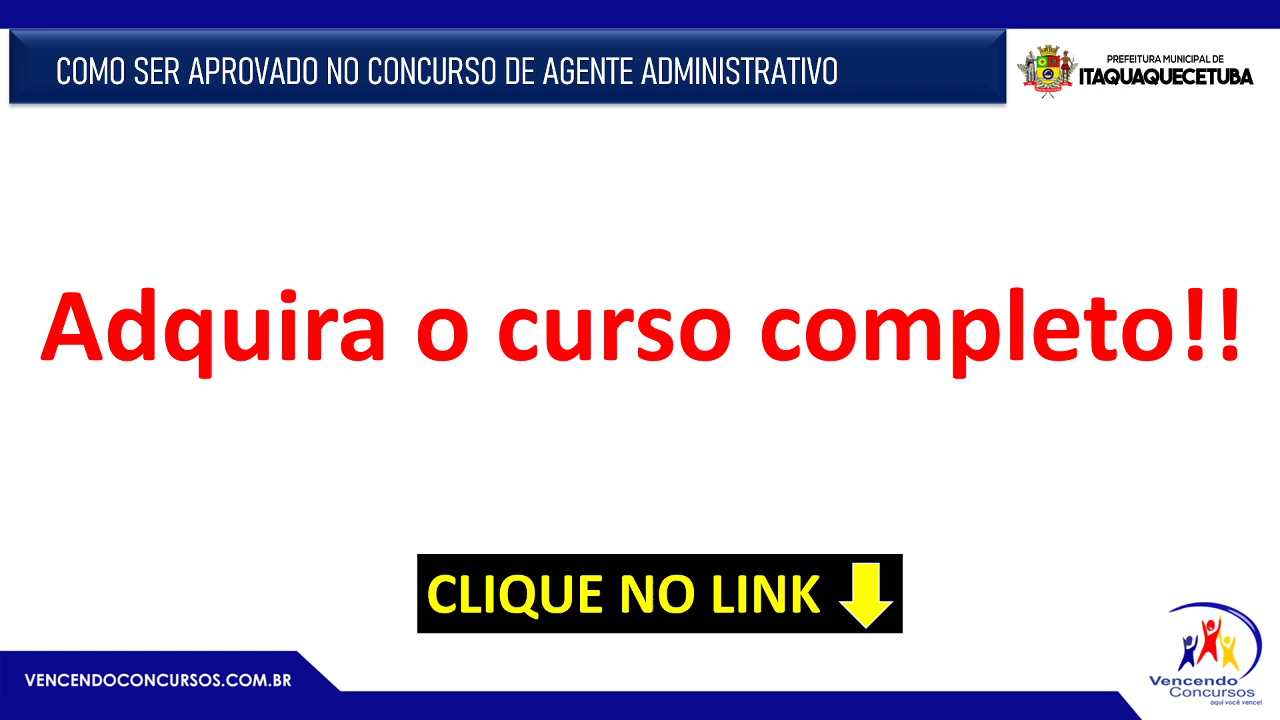 COMO SER APROVADO NO CONCURSO DE AGENTE ADMINISTRATIVO
PREFEITURA MUNICIPAL DE
ITAQUAQUECETUBA
Adquira o curso completo!!
CLIQUE NO LINK
VENCENDOCONCURSOS.COM.BR
Vencendo
Concursos
aqui você vence!